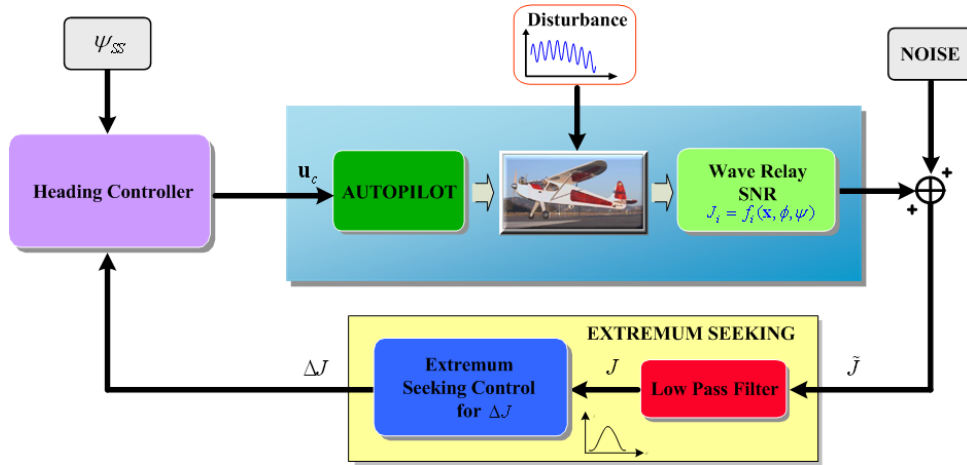 Disturbance
ψss
NOISE
Heading Controller
u_c
AUTOPILOT
Wave Relay
SNR
J_i = f_i(x, ϕ, ψ)
+
+
EXTREMUM SEEKING
ΔJ
Extremum
Seeking Control
for ΔJ
J
Low Pass Filter
J̃